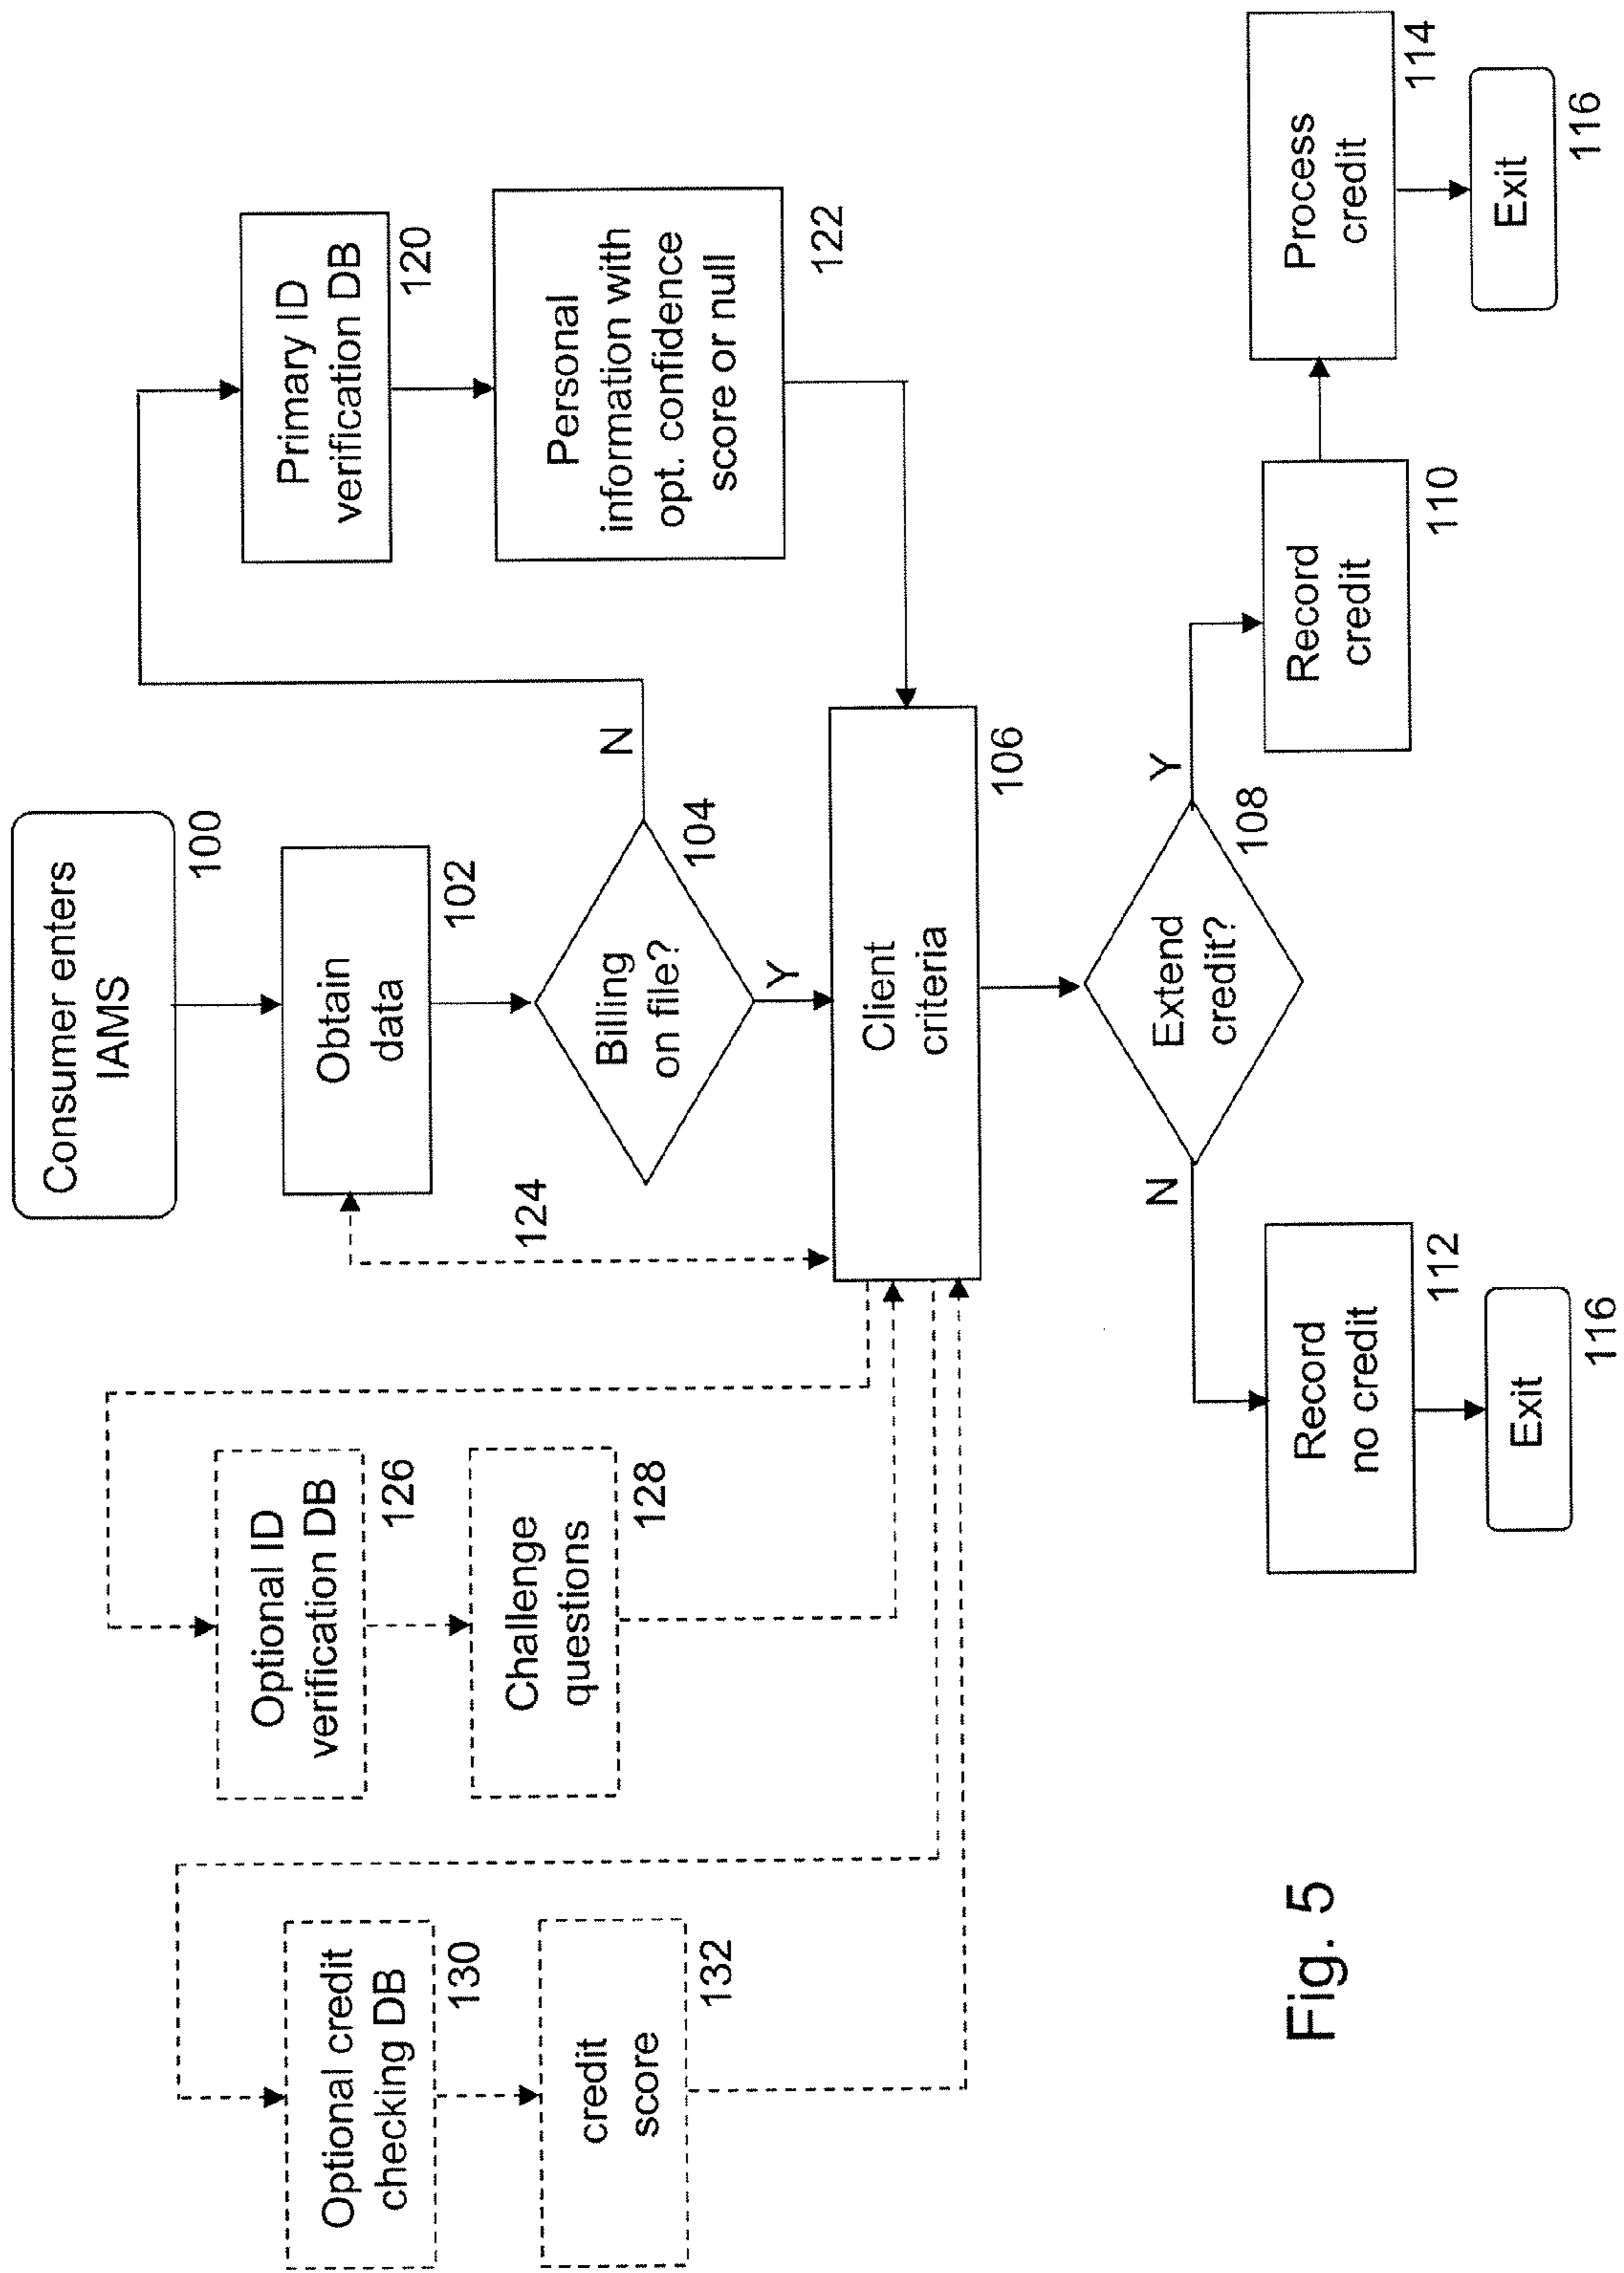 Consumer enters
IAMS
100
Obtain
data
102
Billing
on file?
104
N
Y
Primary ID
verification DB
120
Personal
information with
opt. confidence
score or null
122
124
Client
criteria
106
Optional ID
verification DB
126
Challenge
questions
128
Optional credit
checking DB
130
credit
score
132
Extend
credit?
108
N
Y
Record
no credit
112
Exit
116
Record
credit
110
Process
credit
114
Exit
116
Fig. 5